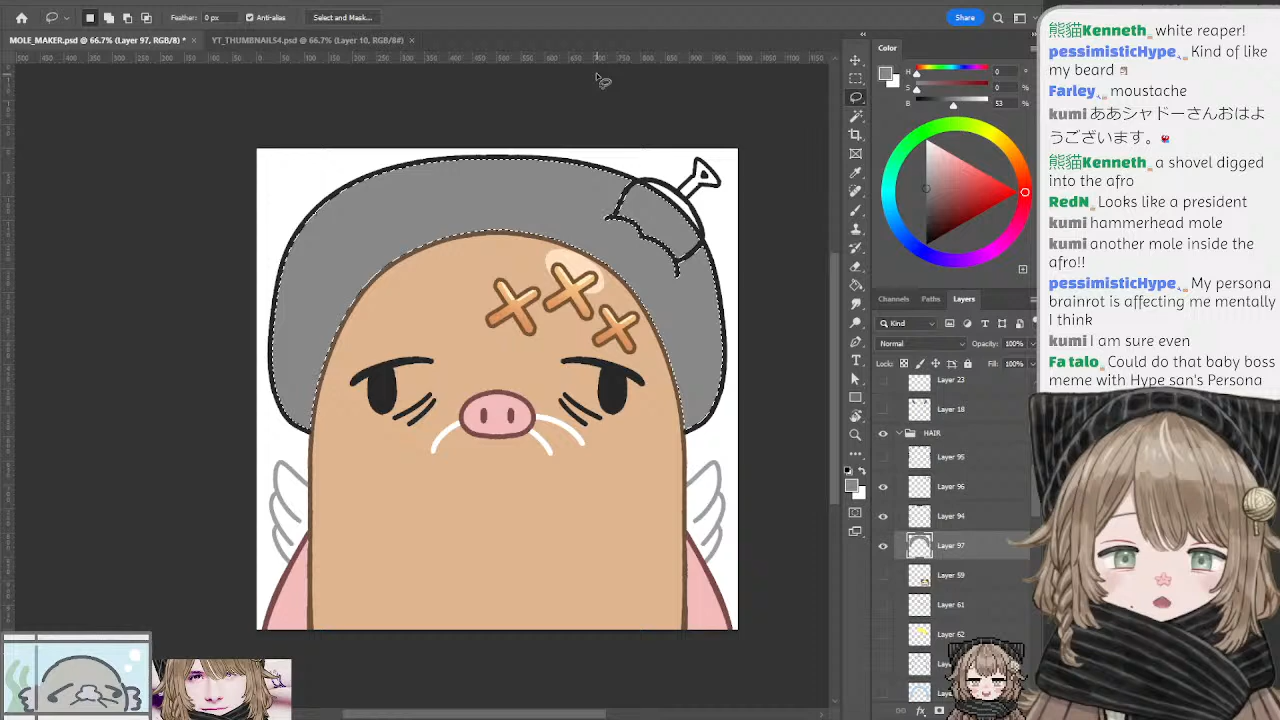 Feather: 0 px
Anti-alias
Select and Mask...
Share
MOLE_MAKER.psd @ 66.7% (Layer 97, RGB/8) * ×
YT_THUMBNAILS4.psd @ 66.7% (Layer 10, RGB/8#) ×
Color
H 0 °
S 0 %
B 53 %
Channels Paths Layers
Kind
Normal Opacity: 100%
Lock: Fill: 100%
Layer 23
Layer 18
HAIR
Layer 95
Layer 96
Layer 94
Layer 97
Layer 59
Layer 61
Layer 62
熊猫Kenneth white reaper!
pessimisticHype Kind of like
my beard
Farley moustache
kumi ああシャドーさんおはよ
うございます。
熊猫Kenneth a shovel digged
into the afro
RedN Looks like a president
kumi hammerhead mole
kumi another mole inside the
afro!!
pessimisticHype My persona
brainrot is affecting me mentally
I think
kumi I am sure even
Fa talo Could do that baby boss
meme with Hype san's Persona